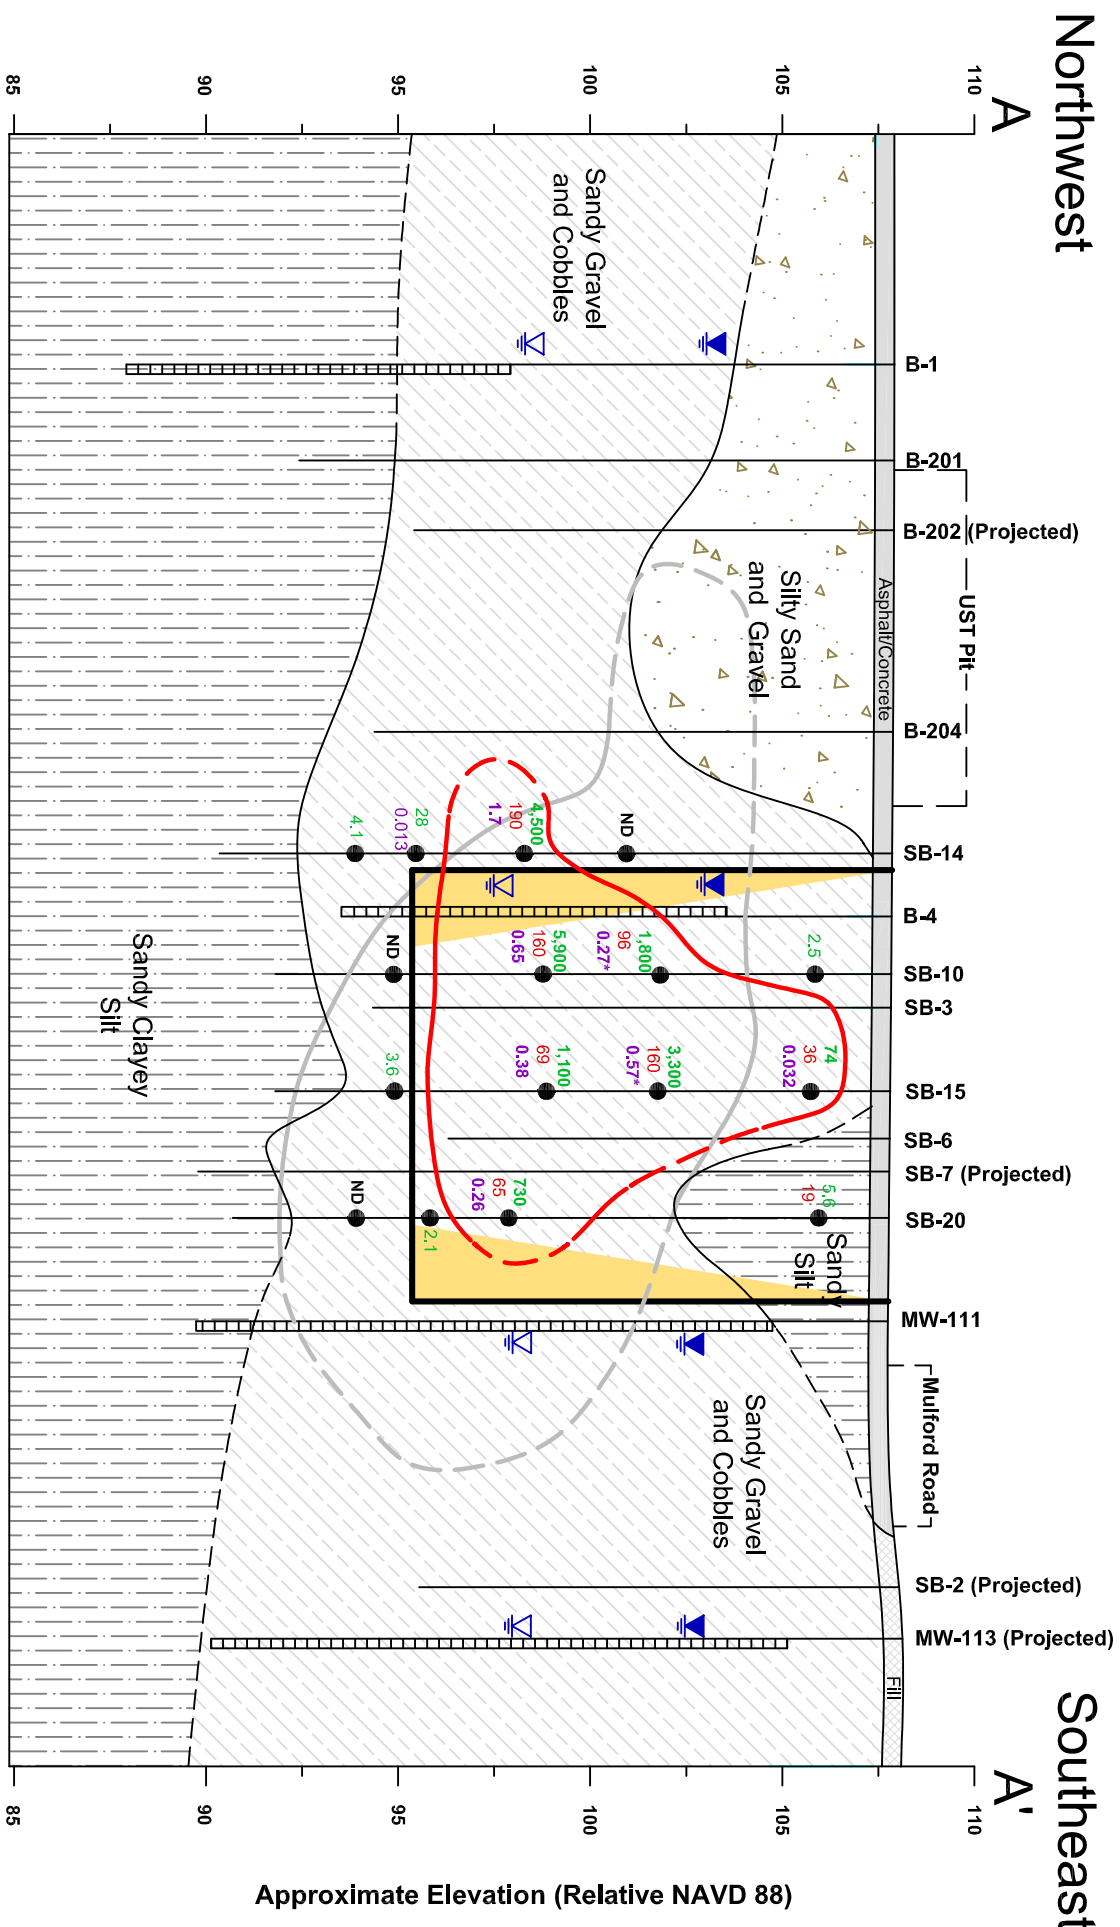 Northwest
Southeast
A
A'
110
105
100
95
90
85
110
105
100
95
90
85
Approximate Elevation (Relative NAVD 88)
B-1
B-201
B-202 (Projected)
UST Pit
B-204
SB-14
B-4
SB-10
SB-3
SB-15
SB-6
SB-7 (Projected)
SB-20
MW-111
Mulford Road
SB-2 (Projected)
MW-113 (Projected)
Asphalt/Concrete
Fill
Silty Sand
and Gravel
Sandy Gravel
and Cobbles
Sandy
Silt
Sandy Gravel
and Cobbles
Sandy Clayey
Silt
ND
4,500
190
1.7
28
0.013
4.1
2.5
1,800
96
0.27*
5,900
160
0.65
ND
74
36
0.032
3,300
160
0.57*
1,100
69
0.38
3.6
5.6
19
730
65
0.26
2.1
ND